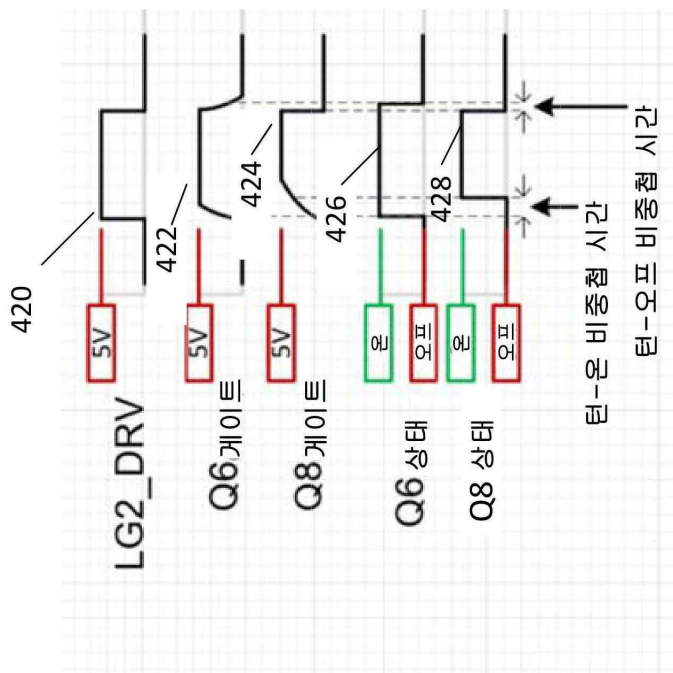 LG2_DRV
5V
420
Q6게이트
5V
422
Q8게이트
5V
424
Q6 상태
온
오프
426
Q8 상태
온
오프
428
턴-온 비중첩 시간
턴-오프 비중첩 시간